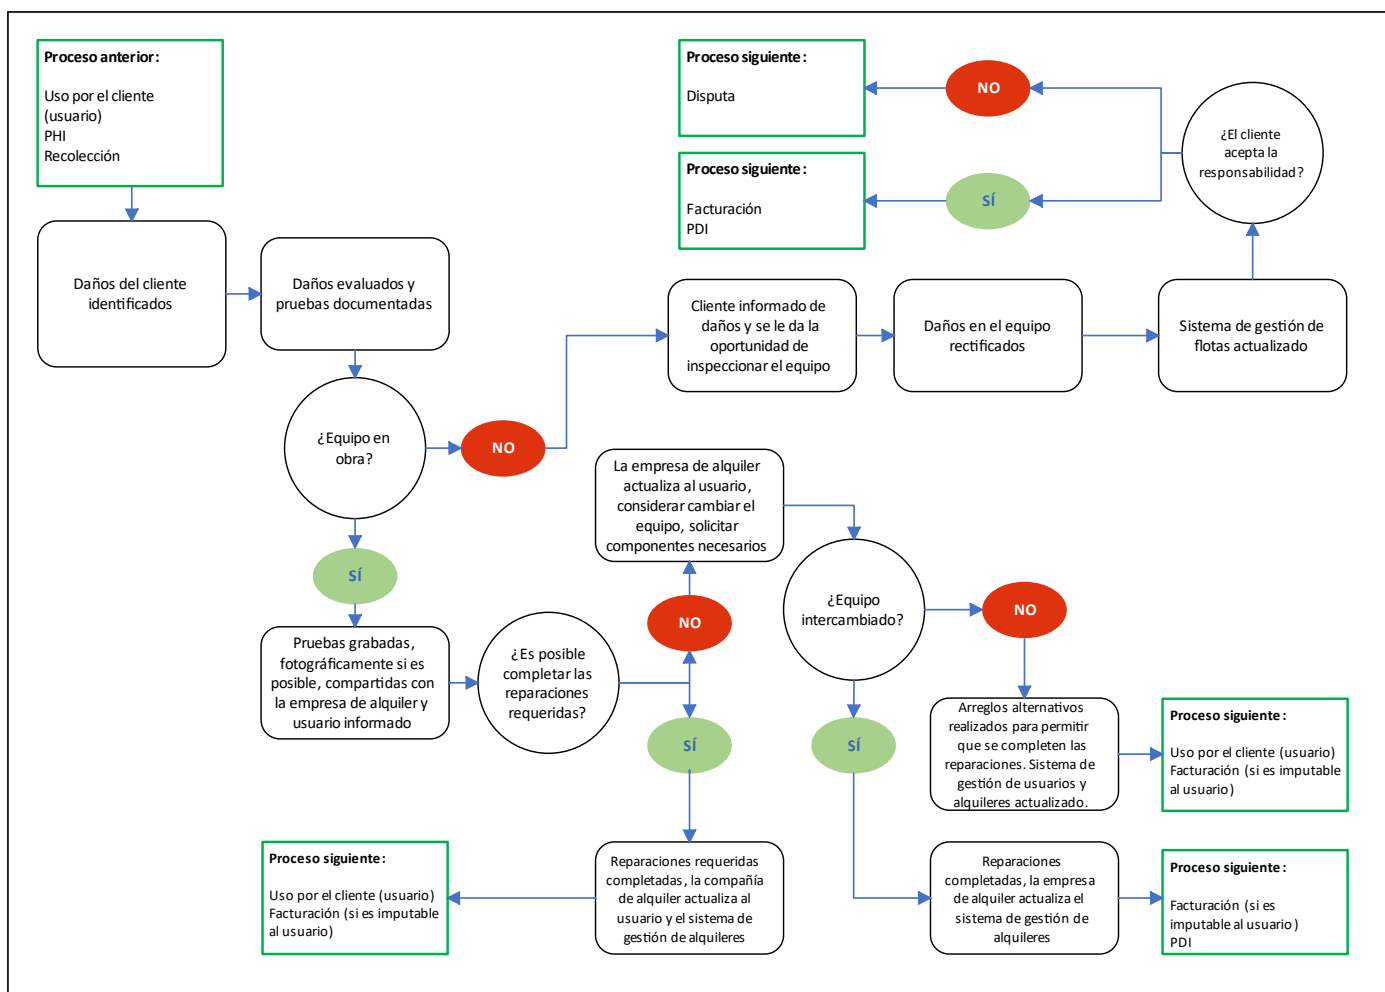 Proceso anterior:
Uso por el cliente
(usuario)
PHI
Recolección
Daños del cliente
identificados
Daños evaluados y
pruebas documentadas
¿Equipo en
obra?
NO
Cliente informado de
daños y se le da la
oportunidad de
inspeccionar el equipo
Daños en el equipo
rectificados
Sistema de gestión de
flotas actualizado
¿El cliente
acepta la
responsabilidad?
NO
Proceso siguiente:
Disputa
SÍ
Proceso siguiente:
Facturación
PDI
SÍ
Pruebas grabadas,
fotográficamente si es
posible, compartidas con
la empresa de alquiler y
usuario informado
¿Es posible
completar las
reparaciones
requeridas?
NO
La empresa de alquiler
actualiza al usuario,
considerar cambiar el
equipo, solicitar
componentes necesarios
¿Equipo
intercambiado?
NO
Arreglos alternativos
realizados para permitir
que se completen las
reparaciones. Sistema de
gestión de usuarios y
alquileres actualizado.
Proceso siguiente:
Uso por el cliente (usuario)
Facturación (si es imputable
al usuario)
SÍ
Reparaciones
completadas, la empresa
de alquiler actualiza el
sistema de gestión de
alquileres
Proceso siguiente:
Facturación (si es
imputable al usuario)
PDI
SÍ
Reparaciones requeridas
completadas, la compañía
de alquiler actualiza al
usuario y el sistema de
gestión de alquileres
Proceso siguiente:
Uso por el cliente (usuario)
Facturación (si es imputable
al usuario)